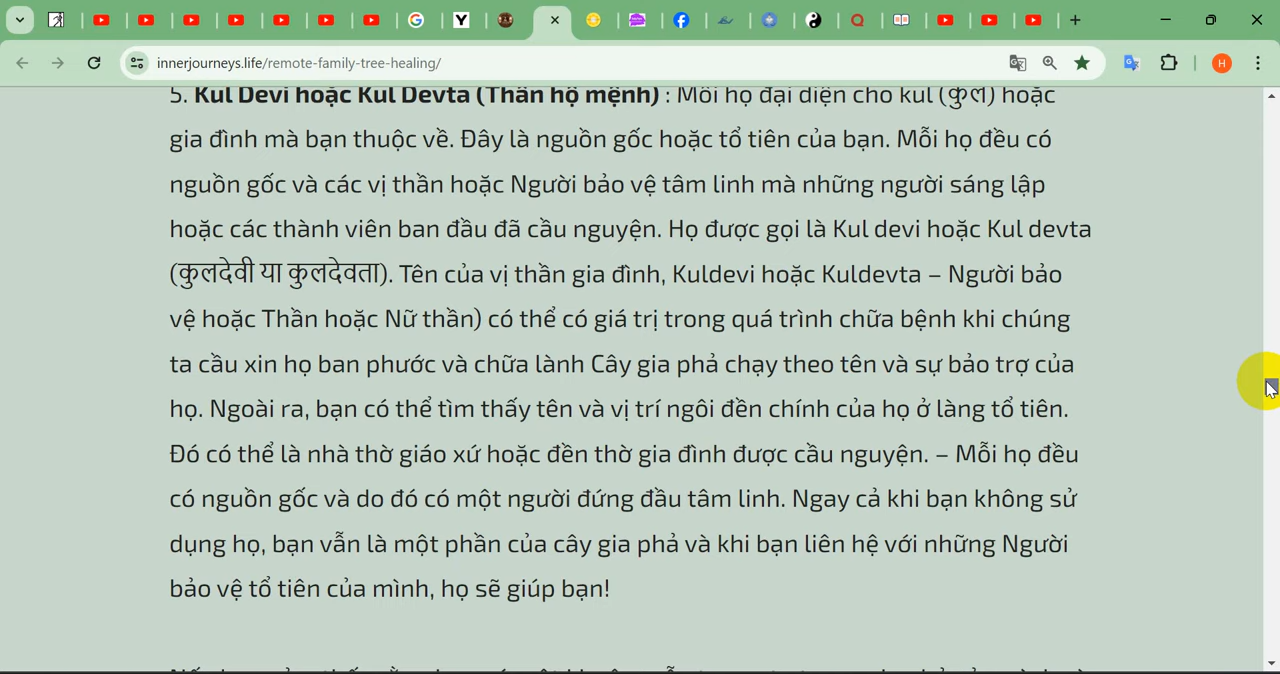 innerjourneys.life/remote-family-tree-healing/
H
5. Kul Devi hoặc Kul Devta (Thần hộ mệnh) : Mỗi họ đại diện cho kul (कुल) hoặc
gia đình mà bạn thuộc về. Đây là nguồn gốc hoặc tổ tiên của bạn. Mỗi họ đều có
nguồn gốc và các vị thần hoặc Người bảo vệ tâm linh mà những người sáng lập
hoặc các thành viên ban đầu đã cầu nguyện. Họ được gọi là Kul devi hoặc Kul devta
(कुलदेवी या कुलदेवता). Tên của vị thần gia đình, Kuldevi hoặc Kuldevta – Người bảo
vệ hoặc Thần hoặc Nữ thần) có thể có giá trị trong quá trình chữa bệnh khi chúng
ta cầu xin họ ban phước và chữa lành Cây gia phả chạy theo tên và sự bảo trợ của
họ. Ngoài ra, bạn có thể tìm thấy tên và vị trí ngôi đền chính của họ ở làng tổ tiên.
Đó có thể là nhà thờ giáo xứ hoặc đền thờ gia đình được cầu nguyện. – Mỗi họ đều
có nguồn gốc và do đó có một người đứng đầu tâm linh. Ngay cả khi bạn không sử
dụng họ, bạn vẫn là một phần của cây gia phả và khi bạn liên hệ với những Người
bảo vệ tổ tiên của mình, họ sẽ giúp bạn!